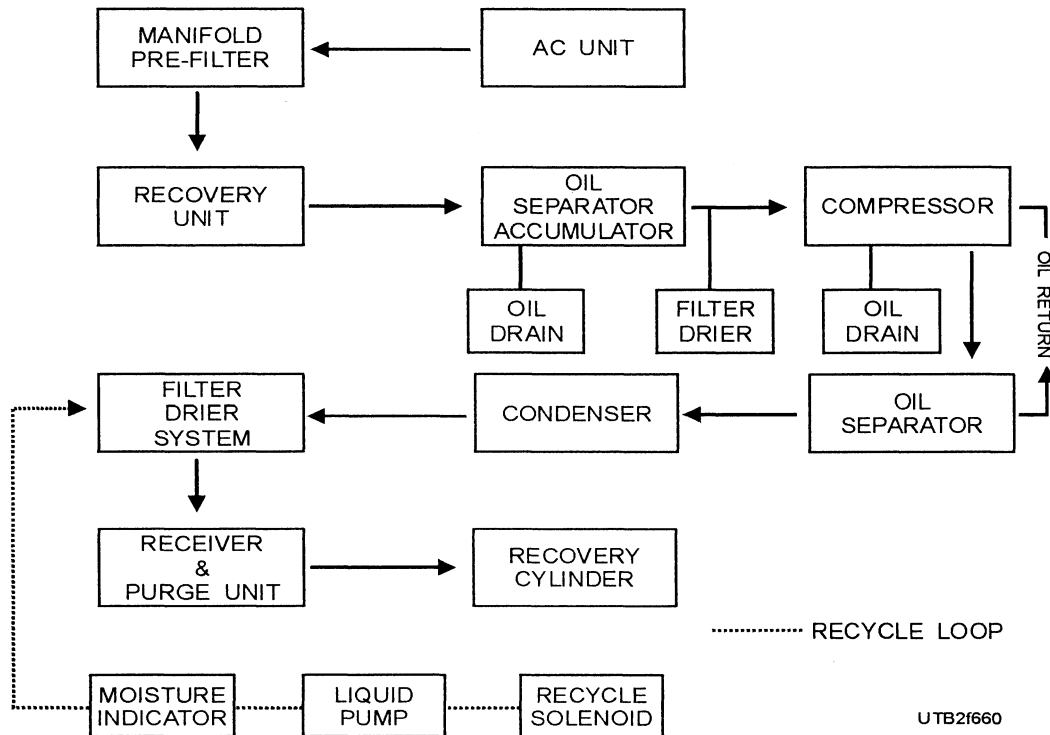 MANIFOLD
PRE-FILTER
AC UNIT
RECOVERY
UNIT
OIL
SEPARATOR
ACCUMULATOR
COMPRESSOR
OIL RETURN
OIL
DRAIN
FILTER
DRIER
OIL
DRAIN
FILTER
DRIER
SYSTEM
CONDENSER
OIL
SEPARATOR
RECEIVER
&
PURGE UNIT
RECOVERY
CYLINDER
RECYCLE LOOP
MOISTURE
INDICATOR
LIQUID
PUMP
RECYCLE
SOLENOID
UTB2f660